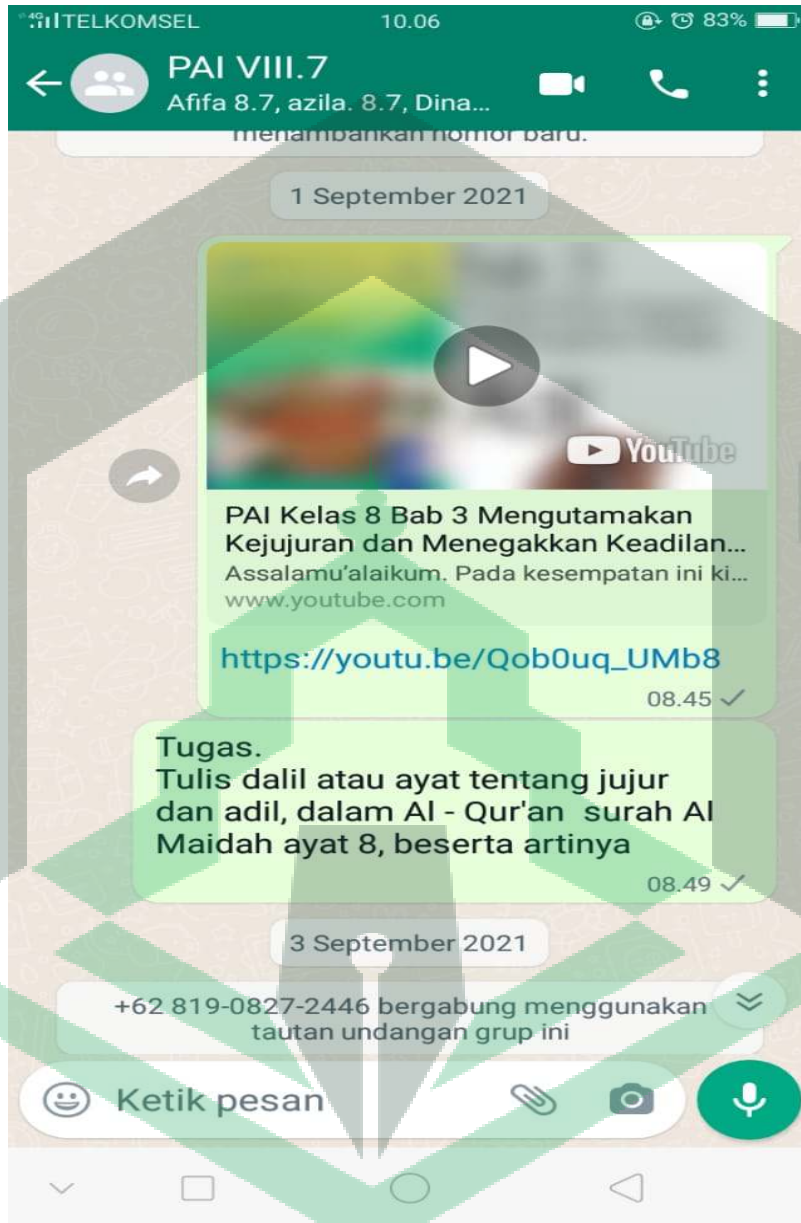 4G TELKOMSEL 10.06 83%
PAI VIII.7
Afifa 8.7, azila. 8.7, Dina...
menambahkan nomor baru.
1 September 2021
YouTube
PAI Kelas 8 Bab 3 Mengutamakan
Kejujuran dan Menegakkan Keadilan...
Assalamu'alaikum. Pada kesempatan ini ki...
www.youtube.com
https://youtu.be/Qob0uq_UMb8
08.45
Tugas.
Tulis dalil atau ayat tentang jujur
dan adil, dalam Al - Qur'an surah Al
Maidah ayat 8, beserta artinya
08.49
3 September 2021
+62 819-0827-2446 bergabung menggunakan
tautan undangan grup ini
Ketik pesan